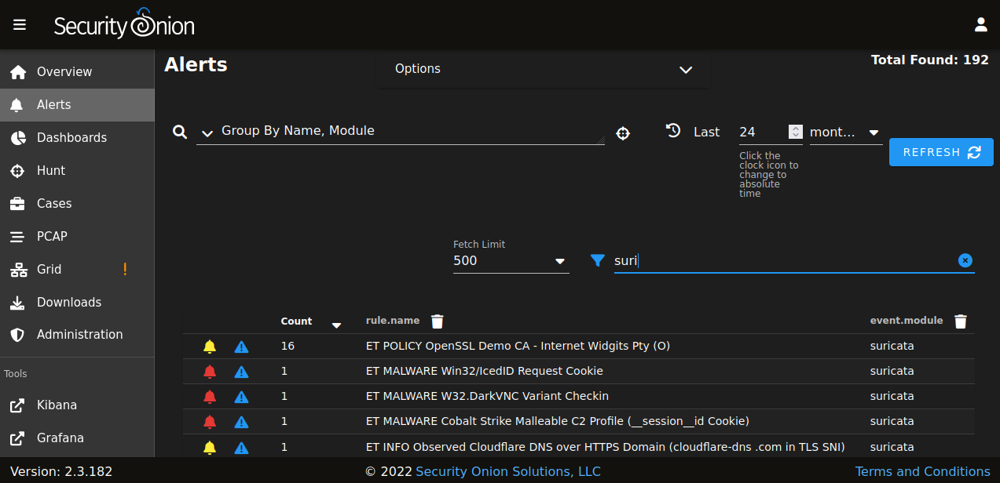 Security Onion
Overview
Alerts
Dashboards
Hunt
Cases
PCAP
Grid
Downloads
Administration
Tools
Kibana
Grafana
Alerts
Options
Total Found: 192
Group By Name, Module
Last 24 mont...
Click the
clock icon to
change to
absolute
time
REFRESH
Fetch Limit
500
suri
Count rule.name event.module
16 ET POLICY OpenSSL Demo CA - Internet Widgits Pty (O) suricata
1 ET MALWARE Win32/IcedID Request Cookie suricata
1 ET MALWARE W32.DarkVNC Variant Checkin suricata
1 ET MALWARE Cobalt Strike Malleable C2 Profile (__session__id Cookie) suricata
1 ET INFO Observed Cloudflare DNS over HTTPS Domain (cloudflare-dns .com in TLS SNI) suricata
Version: 2.3.182 © 2022 Security Onion Solutions, LLC Terms and Conditions